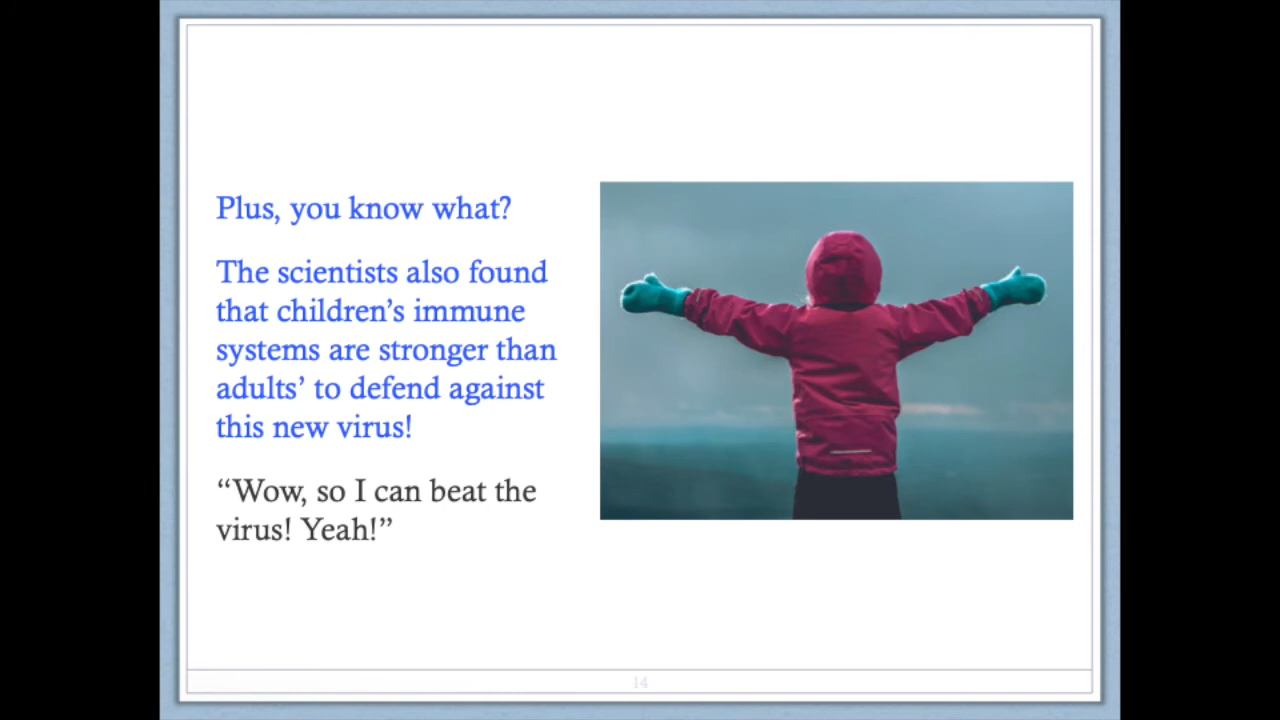 Plus, you know what?
The scientists also found
that children’s immune
systems are stronger than
adults’ to defend against
this new virus!
“Wow, so I can beat the
virus! Yeah!”
14